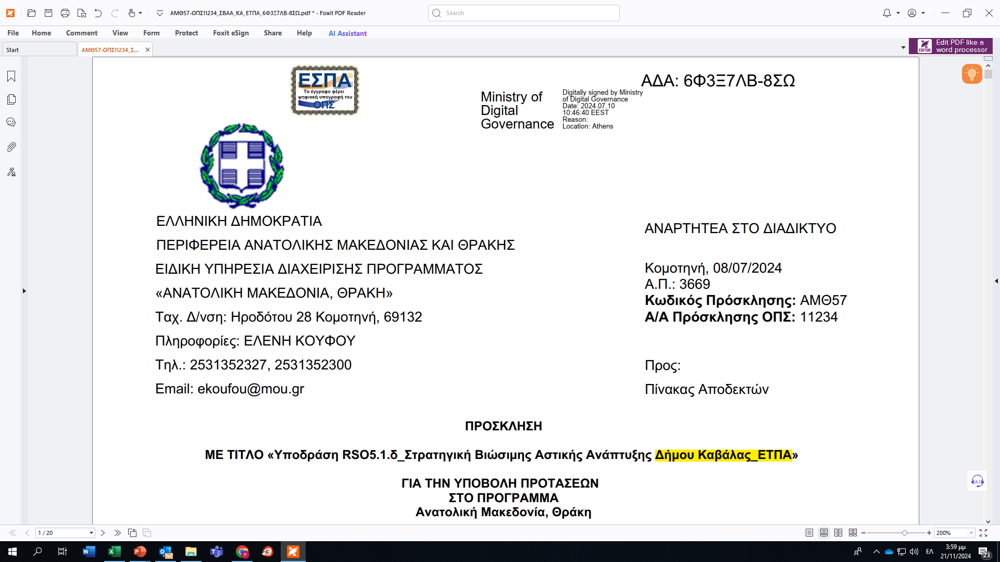 ΑΜΘ57-ΟΠΣ11234_ΣΒΑΑ_ΚΑ_ΕΤΠΑ_6Φ3Ξ7ΛΒ-8ΣΩ.pdf * - Foxit PDF Reader
Search
File Home Comment View Form Protect Foxit eSign Share Help AI Assistant
Start
ΑΜΘ57-ΟΠΣ11234_Σ...
EDITOR
Edit PDF like a
word processor
ΕΣΠΑ
Το έγγραφο φέρει
ψηφιακή υπογραφή του
ΟΠΣ
ΑΔΑ: 6Φ3Ξ7ΛΒ-8ΣΩ
Ministry of
Digital
Governance
Digitally signed by Ministry
of Digital Governance
Date: 2024.07.10
10:46:40 EEST
Reason:
Location: Athens
ΕΛΛΗΝΙΚΗ ΔΗΜΟΚΡΑΤΙΑ
ΠΕΡΙΦΕΡΕΙΑ ΑΝΑΤΟΛΙΚΗΣ ΜΑΚΕΔΟΝΙΑΣ ΚΑΙ ΘΡΑΚΗΣ
ΕΙΔΙΚΗ ΥΠΗΡΕΣΙΑ ΔΙΑΧΕΙΡΙΣΗΣ ΠΡΟΓΡΑΜΜΑΤΟΣ
«ΑΝΑΤΟΛΙΚΗ ΜΑΚΕΔΟΝΙΑ, ΘΡΑΚΗ»
Ταχ. Δ/νση: Ηροδότου 28 Κομοτηνή, 69132
Πληροφορίες: ΕΛΕΝΗ ΚΟΥΦΟΥ
Τηλ.: 2531352327, 2531352300
Email: ekoufou@mou.gr
ΑΝΑΡΤΗΤΕΑ ΣΤΟ ΔΙΑΔΙΚΤΥΟ
Κομοτηνή, 08/07/2024
Α.Π.: 3669
Κωδικός Πρόσκλησης: ΑΜΘ57
Α/Α Πρόσκλησης ΟΠΣ: 11234
Προς:
Πίνακας Αποδεκτών
ΠΡΟΣΚΛΗΣΗ
ΜΕ ΤΙΤΛΟ «Υποδράση RSO5.1.δ_Στρατηγική Βιώσιμης Αστικής Ανάπτυξης Δήμου Καβάλας_ΕΤΠΑ»
ΓΙΑ ΤΗΝ ΥΠΟΒΟΛΗ ΠΡΟΤΑΣΕΩΝ
ΣΤΟ ΠΡΟΓΡΑΜΜΑ
Ανατολική Μακεδονία, Θράκη
AI
1 / 20
200%
ΕΛ
3:59 μμ
21/11/2024
23